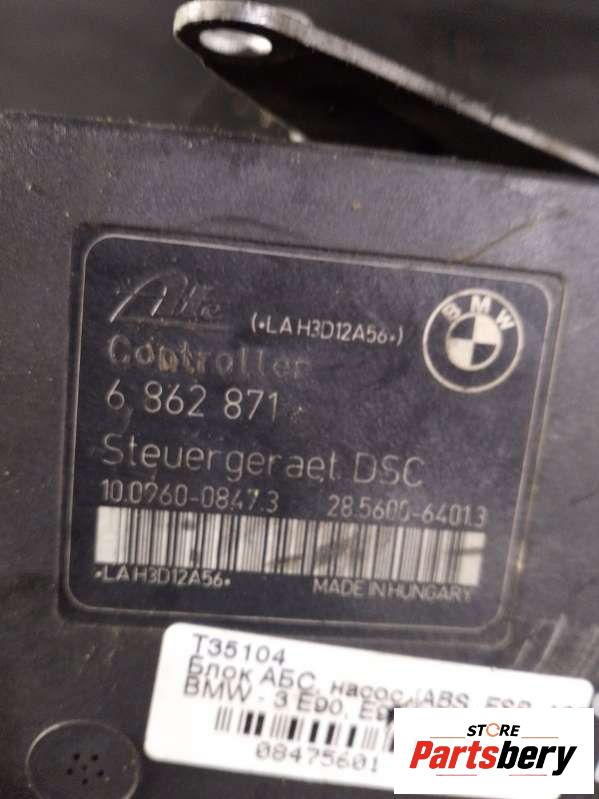 Ate
(•LA H3D12A56•)
BMW
Controller
6 862 871
Steuergeraet DSC
10.0960-0847.3 28.5600-6401.3
•LA H3D12A56•
MADE IN HUNGARY
T35104
Блок АБС, насос (ABS, ESP,
BMW - 3 E90,
08475601
STORE
Partsbery